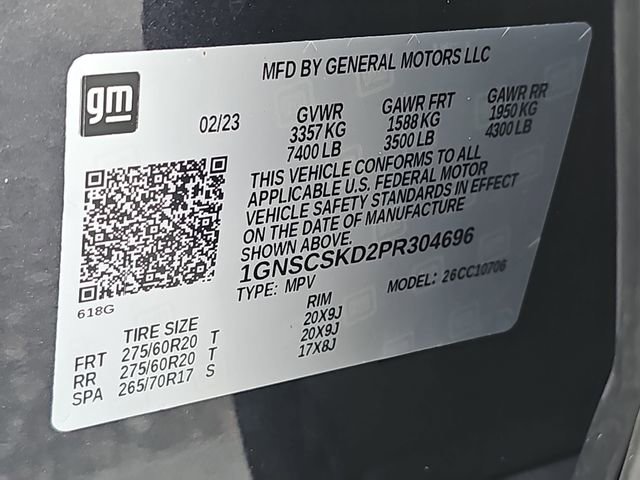 gm
MFD BY GENERAL MOTORS LLC
02/23
GVWR GAWR FRT GAWR RR
3357 KG 1588 KG 1950 KG
7400 LB 3500 LB 4300 LB
THIS VEHICLE CONFORMS TO ALL
APPLICABLE U.S. FEDERAL MOTOR
VEHICLE SAFETY STANDARDS IN EFFECT
ON THE DATE OF MANUFACTURE
SHOWN ABOVE.
1GNSCSKD2PR304696
TYPE: MPV MODEL: 26CC10706
618G
TIRE SIZE RIM
FRT 275/60R20 T 20X9J
RR 275/60R20 T 20X9J
SPA 265/70R17 S 17X8J